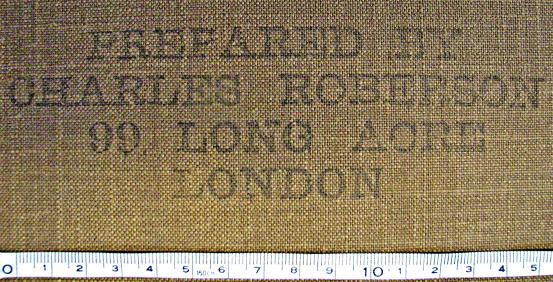 PREPARED BY
CHARLES ROBERSON
99 LONG ACRE
LONDON
0 1 2 3 4 5 150cm 6 7 8 9 10 1 2 3 4 5